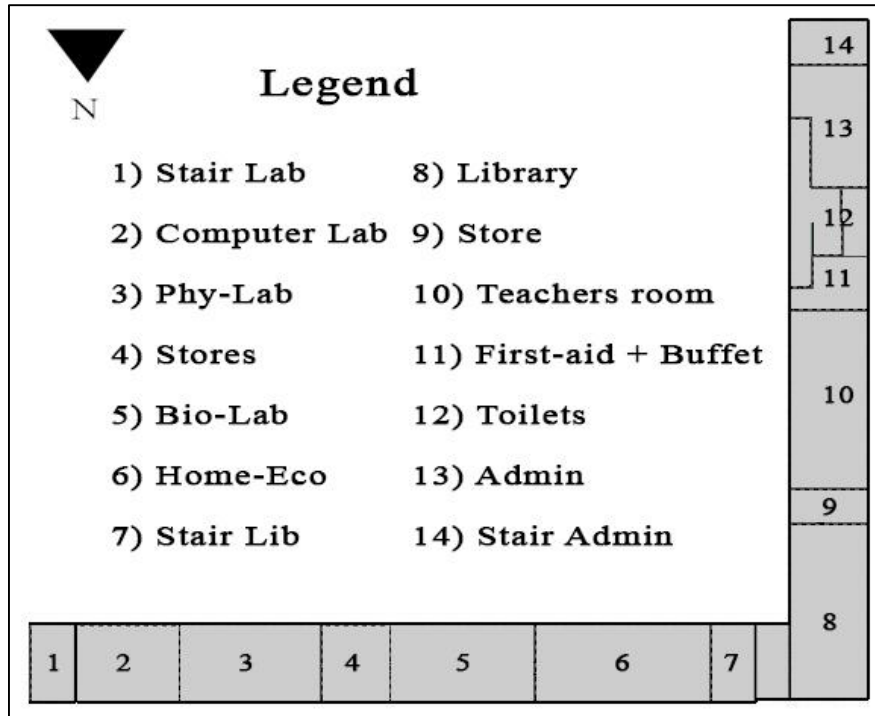 N
Legend
1) Stair Lab
2) Computer Lab
3) Phy-Lab
4) Stores
5) Bio-Lab
6) Home-Eco
7) Stair Lib
8) Library
9) Store
10) Teachers room
11) First-aid + Buffet
12) Toilets
13) Admin
14) Stair Admin
14
13
12
11
10
9
8
1 2 3 4 5 6 7